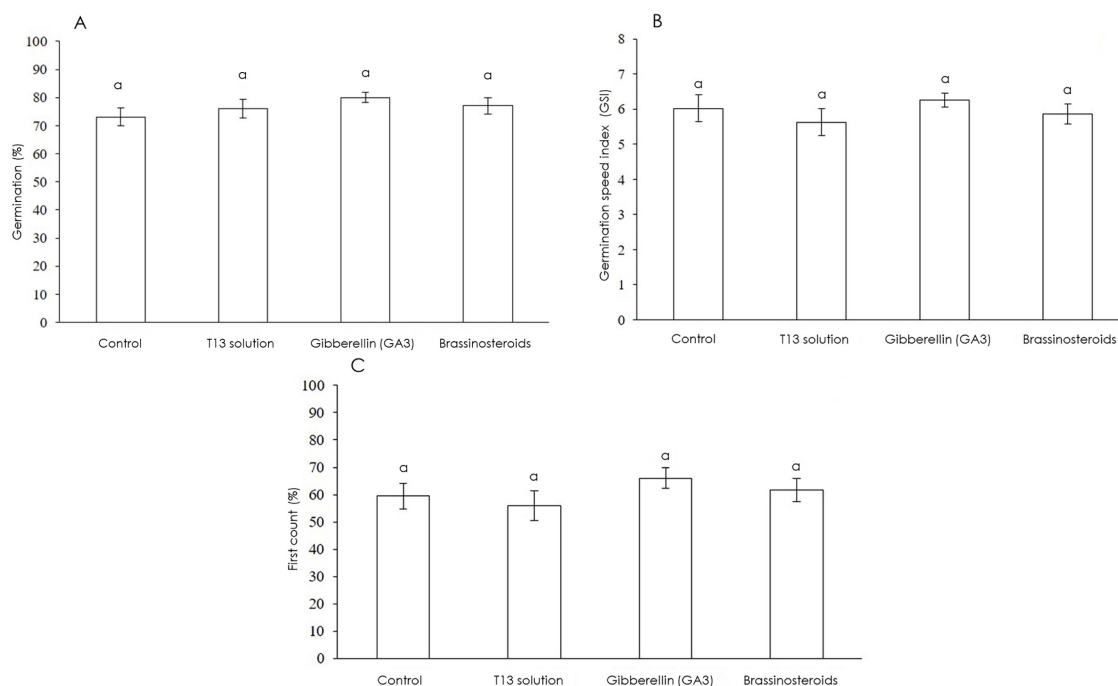 A
Germination (%)
100
90
80
70
60
50
40
30
20
10
0
a
a
a
a
Control
T13 solution
Gibberellin (GA3)
Brassinosteroids
B
Germination speed index (GSI)
8
7
6
5
4
3
2
1
0
a
a
a
a
Control
T13 solution
Gibberellin (GA3)
Brassinosteroids
C
First count (%)
100
90
80
70
60
50
40
30
20
10
0
a
a
a
a
Control
T13 solution
Gibberellin (GA3)
Brassinosteroids